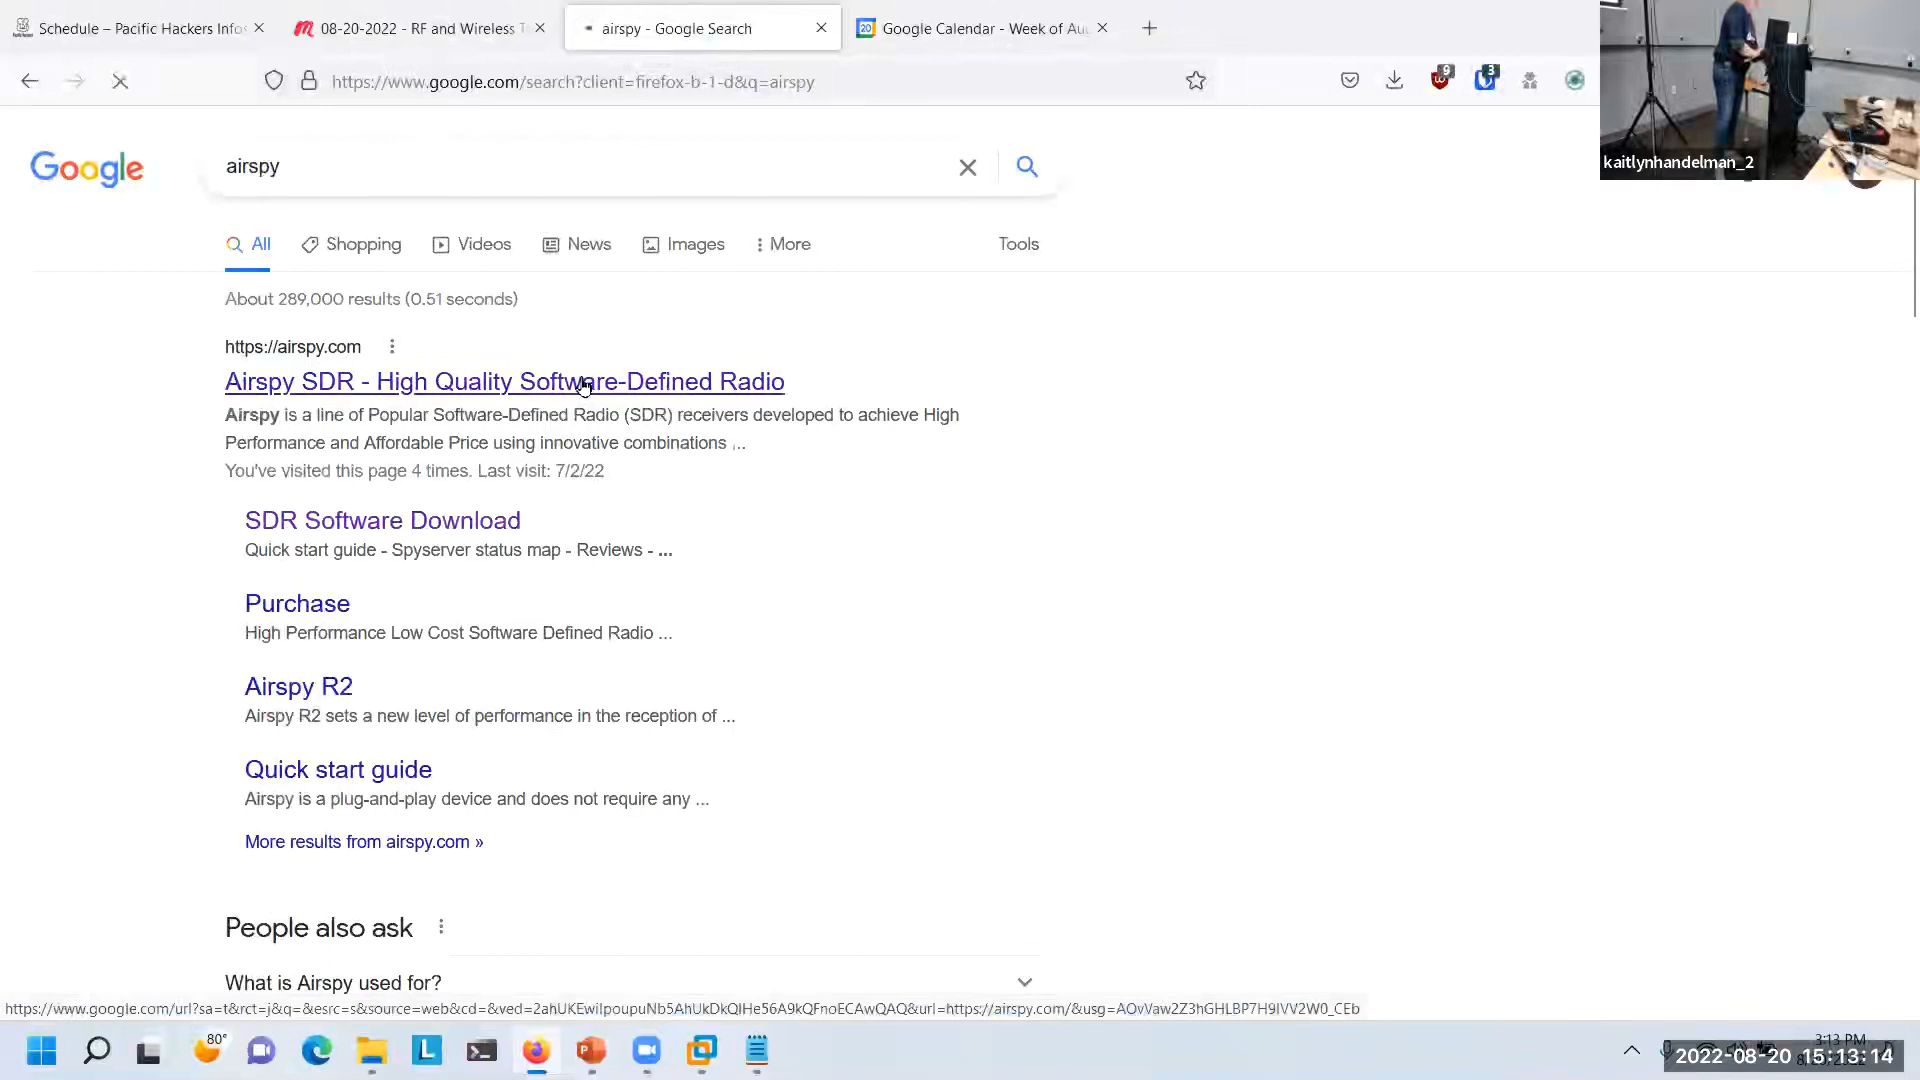 Schedule – Pacific Hackers Info
08-20-2022 - RF and Wireless T
airspy - Google Search
Google Calendar - Week of Au
https://www.google.com/search?client=firefox-b-1-d&q=airspy
9
3
kaitlynhandelman_2
Google
airspy
All
Shopping
Videos
News
Images
More
Tools
About 289,000 results (0.51 seconds)
https://airspy.com
Airspy SDR - High Quality Software-Defined Radio
Airspy is a line of Popular Software-Defined Radio (SDR) receivers developed to achieve High
Performance and Affordable Price using innovative combinations ...
You've visited this page 4 times. Last visit: 7/2/22
SDR Software Download
Quick start guide - Spyserver status map - Reviews - ...
Purchase
High Performance Low Cost Software Defined Radio ...
Airspy R2
Airspy R2 sets a new level of performance in the reception of ...
Quick start guide
Airspy is a plug-and-play device and does not require any ...
More results from airspy.com »
People also ask
What is Airspy used for?
https://www.google.com/url?sa=t&rct=j&q=&esrc=s&source=web&cd=&ved=2ahUKEwilpoupuNb5AhUkDkQIHe56A9kQFnoECAwQAQ&url=https://airspy.com/&usg=AOvVaw2Z3hGHLBP7H9lVV2W0_CEb
80°
L
3:13 PM
2022-08-20 15:13:14